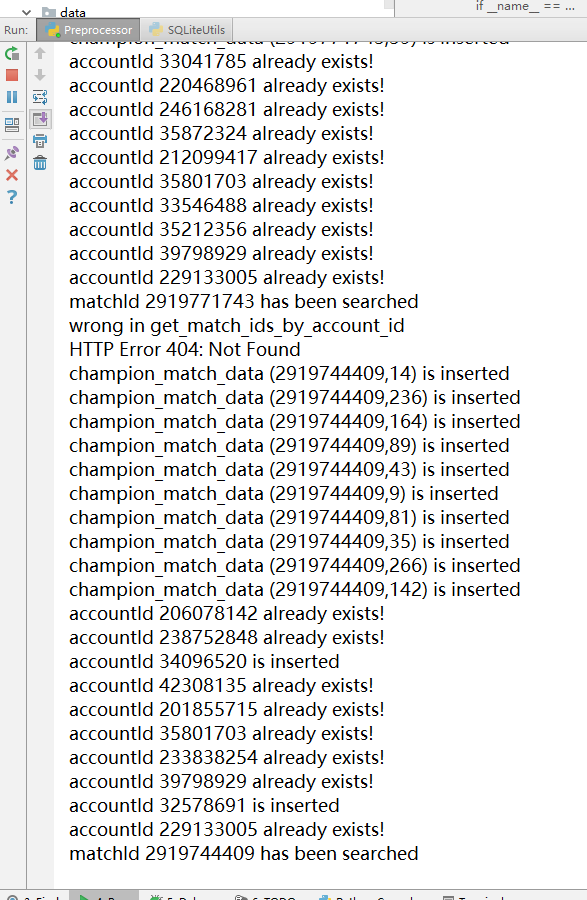 data
if __name__ == ...
Run:
Preprocessor
SQLiteUtils
accountId 33041785 already exists!
accountId 220468961 already exists!
accountId 246168281 already exists!
accountId 35872324 already exists!
accountId 212099417 already exists!
accountId 35801703 already exists!
accountId 33546488 already exists!
accountId 35212356 already exists!
accountId 39798929 already exists!
accountId 229133005 already exists!
matchId 2919771743 has been searched
wrong in get_match_ids_by_account_id
HTTP Error 404: Not Found
champion_match_data (2919744409,14) is inserted
champion_match_data (2919744409,236) is inserted
champion_match_data (2919744409,164) is inserted
champion_match_data (2919744409,89) is inserted
champion_match_data (2919744409,43) is inserted
champion_match_data (2919744409,9) is inserted
champion_match_data (2919744409,81) is inserted
champion_match_data (2919744409,35) is inserted
champion_match_data (2919744409,266) is inserted
champion_match_data (2919744409,142) is inserted
accountId 206078142 already exists!
accountId 238752848 already exists!
accountId 34096520 is inserted
accountId 42308135 already exists!
accountId 201855715 already exists!
accountId 35801703 already exists!
accountId 233838254 already exists!
accountId 39798929 already exists!
accountId 32578691 is inserted
accountId 229133005 already exists!
matchId 2919744409 has been searched